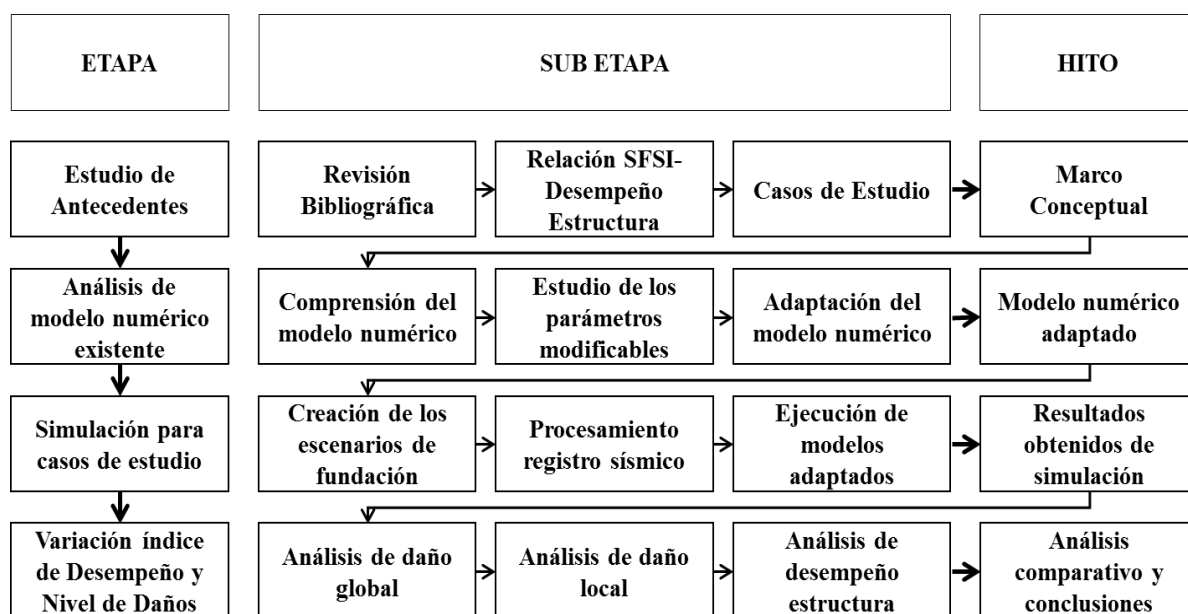 ETAPA
SUB ETAPA
HITO
Estudio de
Antecedentes
Revisión
Bibliográfica
Relación SFSI-
Desempeño
Estructura
Casos de Estudio
Marco
Conceptual
Análisis de
modelo numérico
existente
Comprensión del
modelo numérico
Estudio de los
parámetros
modificables
Adaptación del
modelo numérico
Modelo numérico
adaptado
Simulación para
casos de estudio
Creación de los
escenarios de
fundación
Procesamiento
registro sísmico
Ejecución de
modelos
adaptados
Resultados
obtenidos de
simulación
Variación índice
de Desempeño y
Nivel de Daños
Análisis de daño
global
Análisis de daño
local
Análisis de
desempeño
estructura
Análisis
comparativo y
conclusiones